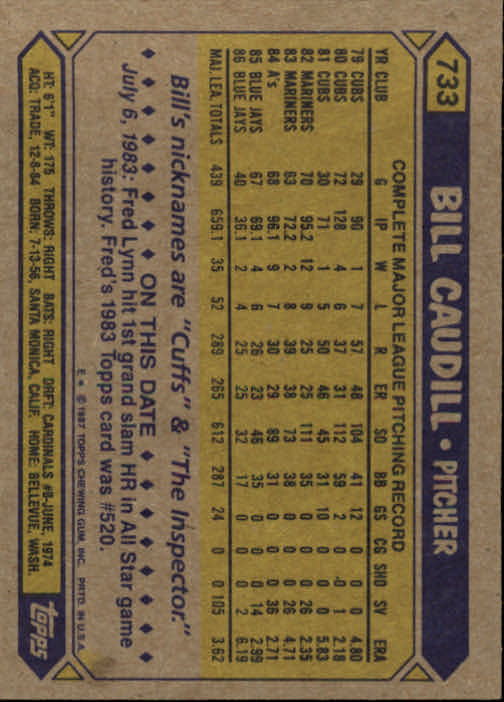 733 BILL CAUDILL • PITCHER
COMPLETE MAJOR LEAGUE PITCHING RECORD
YR CLUB G IP W L R ER SO BB GS CG SHO SV ERA
79 CUBS 29 90 1 7 57 48 104 41 12 0 0 0 4.80
80 CUBS 72 128 4 6 37 31 112 59 2 0 0 1 2.18
81 CUBS 30 71 1 5 50 46 45 31 10 0 0 0 5.83
82 MARINERS 70 95.2 12 9 25 25 111 35 0 0 0 26 2.35
83 MARINERS 63 72.2 2 8 39 38 73 38 0 0 0 26 4.71
84 A's 68 96.1 9 7 30 29 89 31 0 0 0 36 2.71
85 BLUE JAYS 67 69.1 4 6 26 23 46 35 0 0 0 14 2.99
86 BLUE JAYS 40 36.1 2 4 25 25 32 17 0 0 0 2 6.19
MAJ. LEA. TOTALS 439 659.1 35 52 289 265 612 287 24 0 0 105 3.62
Bill's nicknames are "Cuffs" & "The Inspector."
♦ ♦ ♦ ♦ ♦ ♦ ON THIS DATE ♦ ♦ ♦ ♦ ♦ ♦
July 6, 1983: Fred Lynn hit 1st grand slam HR in All Star game
history. Fred's 1983 Topps card was #520.
E* © 1987 TOPPS CHEWING GUM, INC. PRTD. IN U.S.A.
HT: 6'1" WT: 175 THROWS: RIGHT BATS: RIGHT DRFT: CARDINALS #8-JUNE, 1974
ACQ: TRADE, 12-8-84 BORN: 7-13-56, SANTA MONICA, CALIF. HOME: BELLEVUE, WASH.
topps